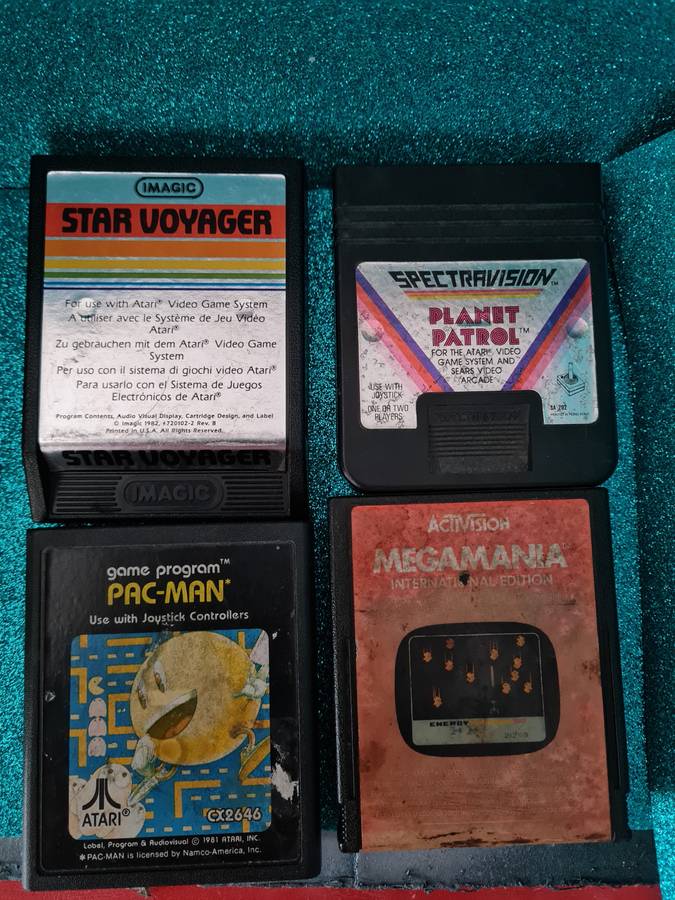 IMAGIC
STAR VOYAGER
For use with Atari® Video Game System
A utiliser avec le Système de Jeu Vidéo
Atari®
Zu gebrauchen mit dem Atari® Video Game
System
Per uso con il sistema di giochi video Atari®
Para usarlo con el Sistema de Juegos
Electrónicos de Atari®
Program Contents, Audio Visual Display, Cartridge Design, and Label
© Imagic 1982, #720102-2 Rev. B
Printed in U.S.A. All Rights Reserved.
STAR VOYAGER
IMAGIC
SPECTRAVISION™
PLANET
PATROL™
FOR THE ATARI® VIDEO
GAME SYSTEM AND
SEARS VIDEO
ARCADE™
USE WITH
JOYSTICK
ONE OR TWO
PLAYERS
SA 202
game program™
PAC-MAN*
Use with Joystick Controllers
ATARI®
CX2646
Label, Program & Audiovisual © 1981 ATARI, INC.
*PAC-MAN is licensed by Namco-America, Inc.
ACTIVISION
MEGAMANIA™
INTERNATIONAL EDITION
ENERGY